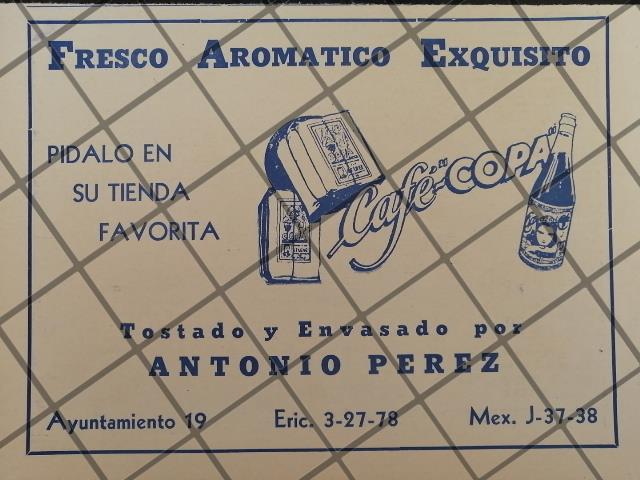 FRESCO AROMATICO EXQUISITO
PIDALO EN
SU TIENDA
FAVORITA
Café-"COPA"
Tostado y Envasado por
ANTONIO PEREZ
Ayuntamiento 19 Eric. 3-27-78 Mex. J-37-38